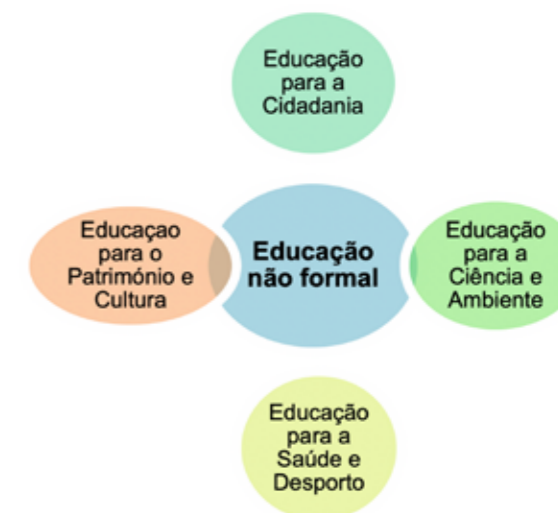 Educação
para a
Cidadania
Educaçao
para o
Património e
Cultura
Educação
não formal
Educação
para a
Ciência e
Ambiente
Educação
para a
Saúde e
Desporto